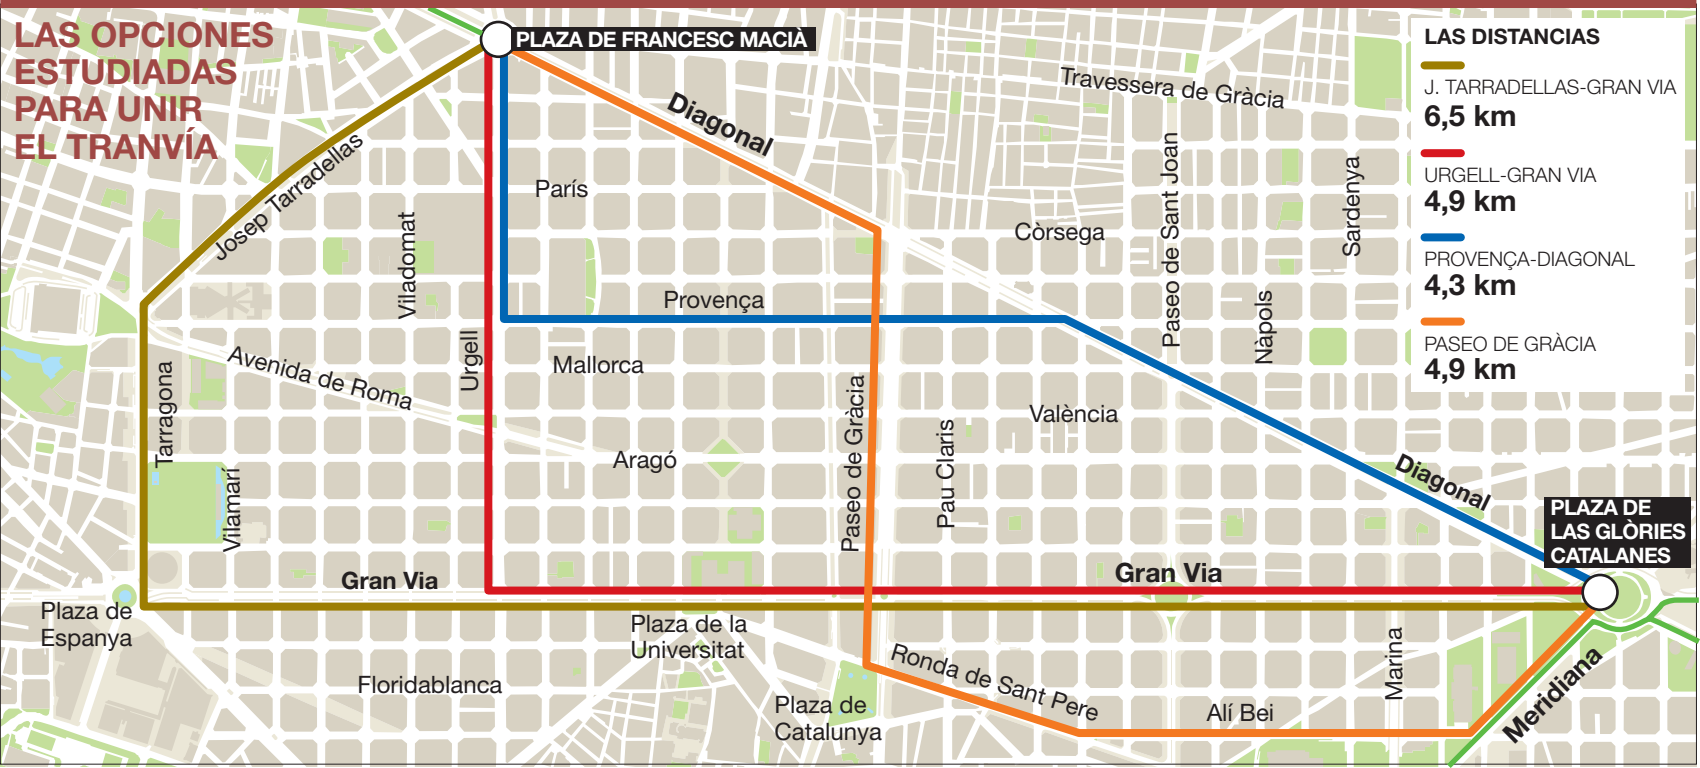 LAS OPCIONES
ESTUDIADAS
PARA UNIR
EL TRANVÍA
PLAZA DE FRANCESC MACIÀ
LAS DISTANCIAS
J. TARRADELLAS-GRAN VIA
6,5 km
URGELL-GRAN VIA
4,9 km
PROVENÇA-DIAGONAL
4,3 km
PASEO DE GRÀCIA
4,9 km
Travessera de Gràcia
Diagonal
Josep Tarradellas
París
Viladomat
Còrsega
Paseo de Sant Joan
Sardenya
Nàpols
Provença
Urgell
Mallorca
Avenida de Roma
Tarragona
Vilamarí
Aragó
Paseo de Gràcia
Pau Claris
València
Diagonal
PLAZA DE
LAS GLÒRIES
CATALANES
Gran Via
Gran Via
Plaza de
Espanya
Plaza de la
Universitat
Floridablanca
Plaza de
Catalunya
Ronda de Sant Pere
Alí Bei
Marina
Meridiana